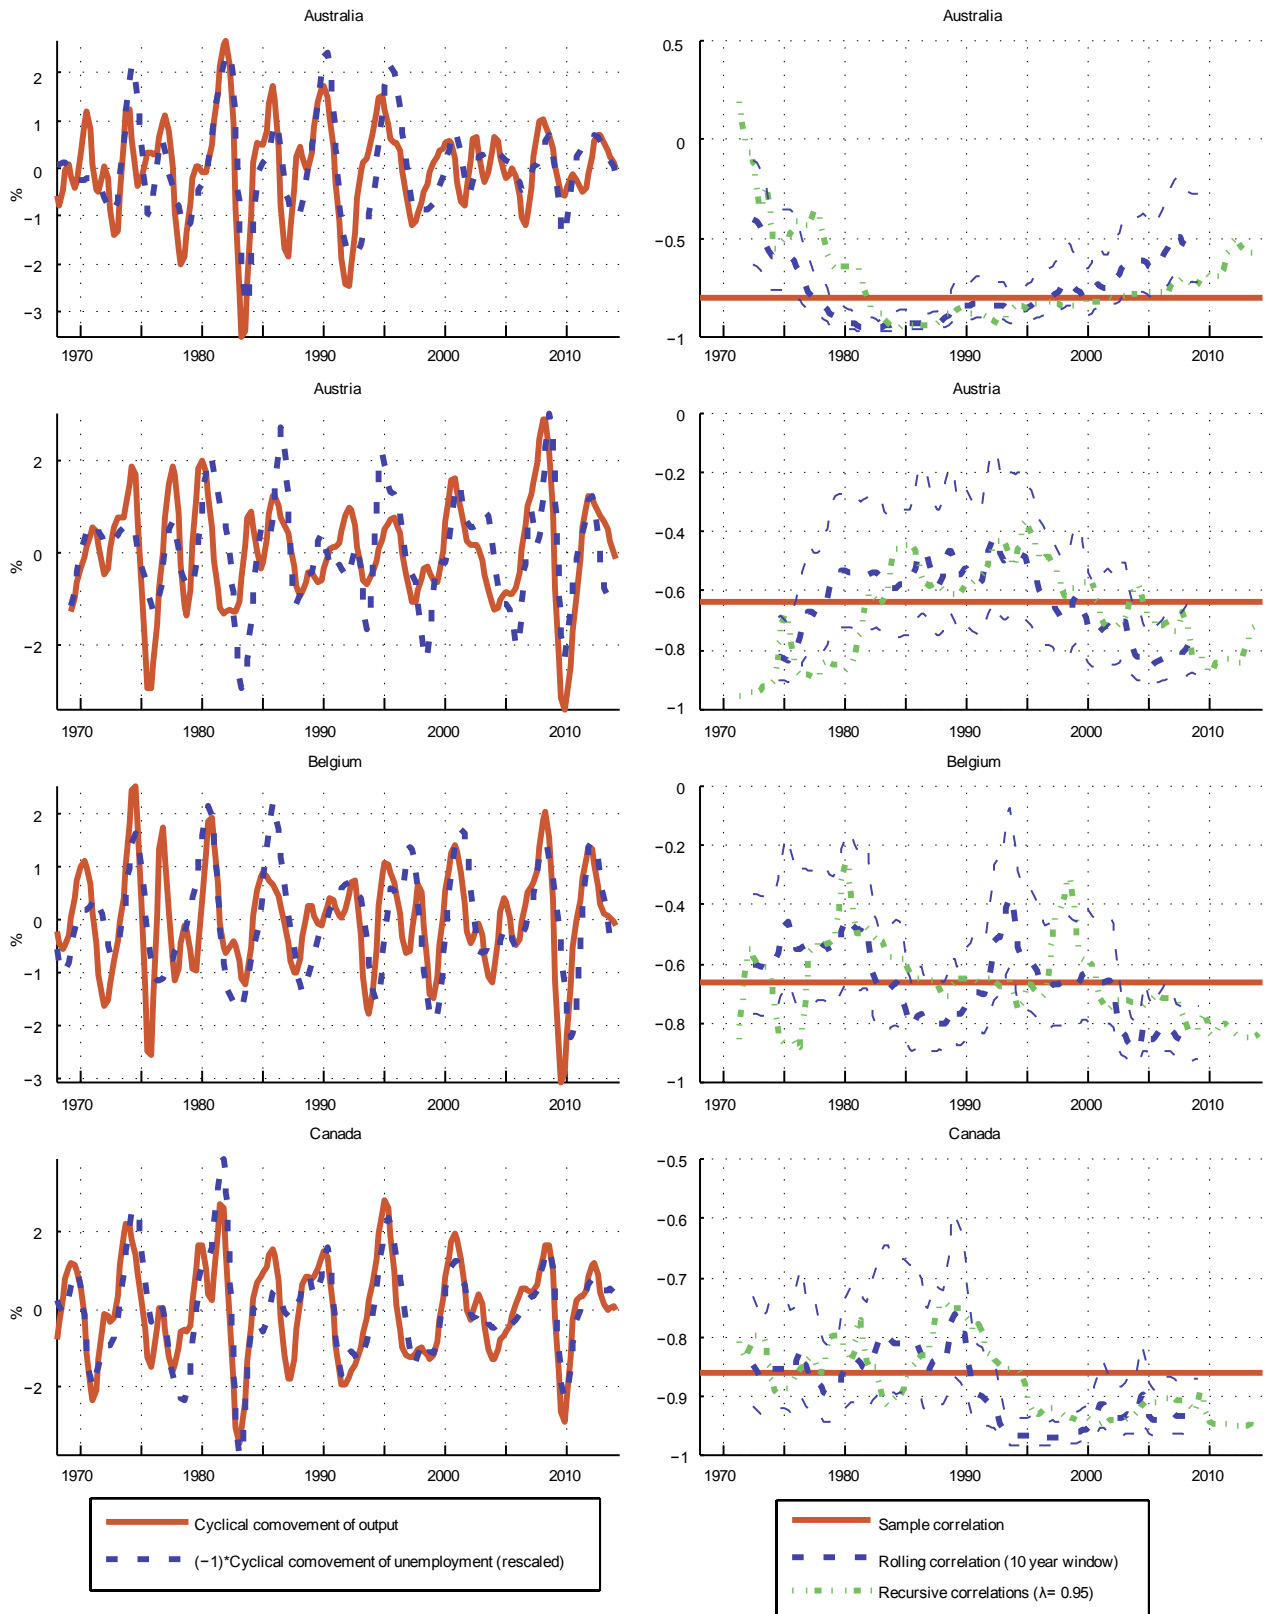 Australia
2
1
0
−1
−2
−3
%
1970 1980 1990 2000 2010
Australia
0.5
0
−0.5
−1
1970 1980 1990 2000 2010
Austria
2
0
−2
%
1970 1980 1990 2000 2010
Austria
0
−0.2
−0.4
−0.6
−0.8
−1
1970 1980 1990 2000 2010
Belgium
2
1
0
−1
−2
−3
%
1970 1980 1990 2000 2010
Belgium
0
−0.2
−0.4
−0.6
−0.8
−1
1970 1980 1990 2000 2010
Canada
2
0
−2
%
1970 1980 1990 2000 2010
Canada
−0.5
−0.6
−0.7
−0.8
−0.9
−1
1970 1980 1990 2000 2010
Cyclical comovement of output
(−1)*Cyclical comovement of unemployment (rescaled)
Sample correlation
Rolling correlation (10 year window)
Recursive correlations (λ= 0.95)